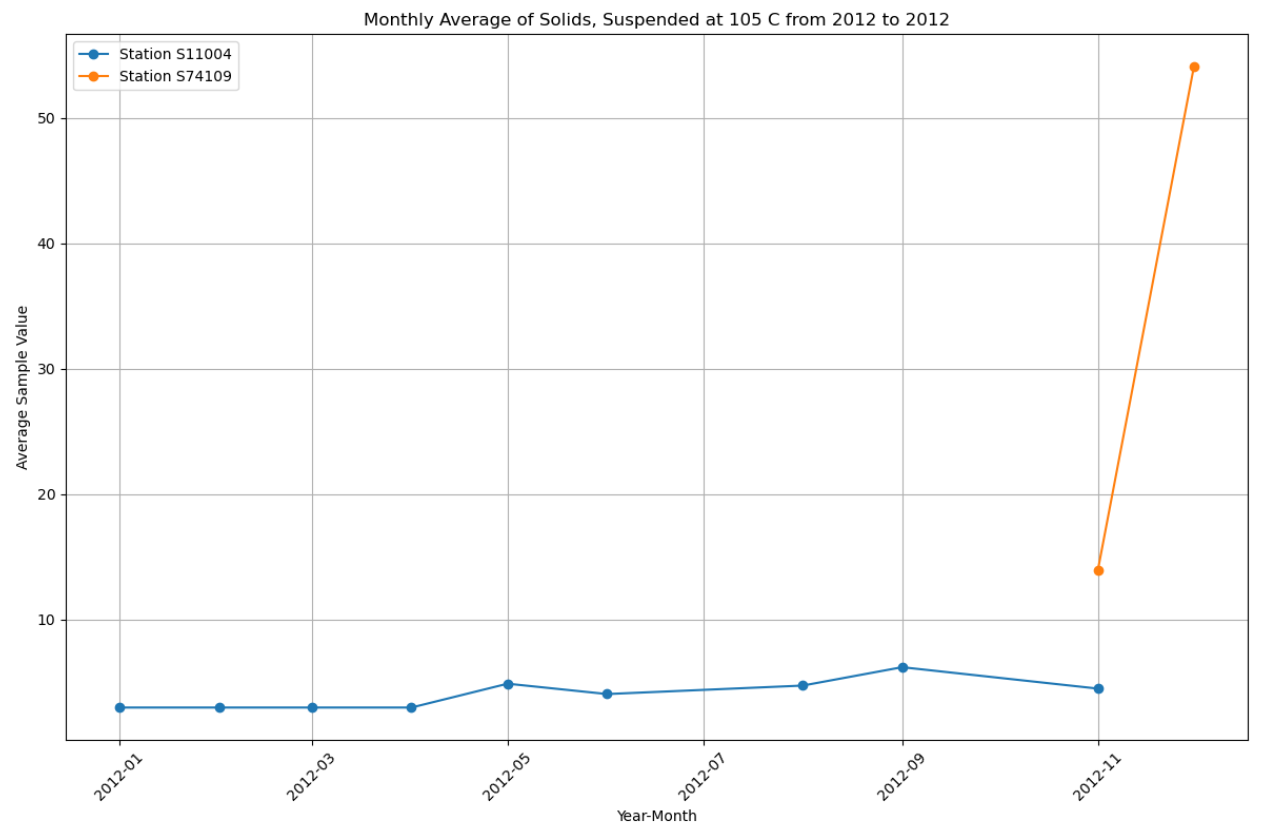 Monthly Average of Solids, Suspended at 105 C from 2012 to 2012
Station S11004
Station S74109
50
40
30
20
10
Average Sample Value
2012-01
2012-03
2012-05
2012-07
2012-09
2012-11
Year-Month